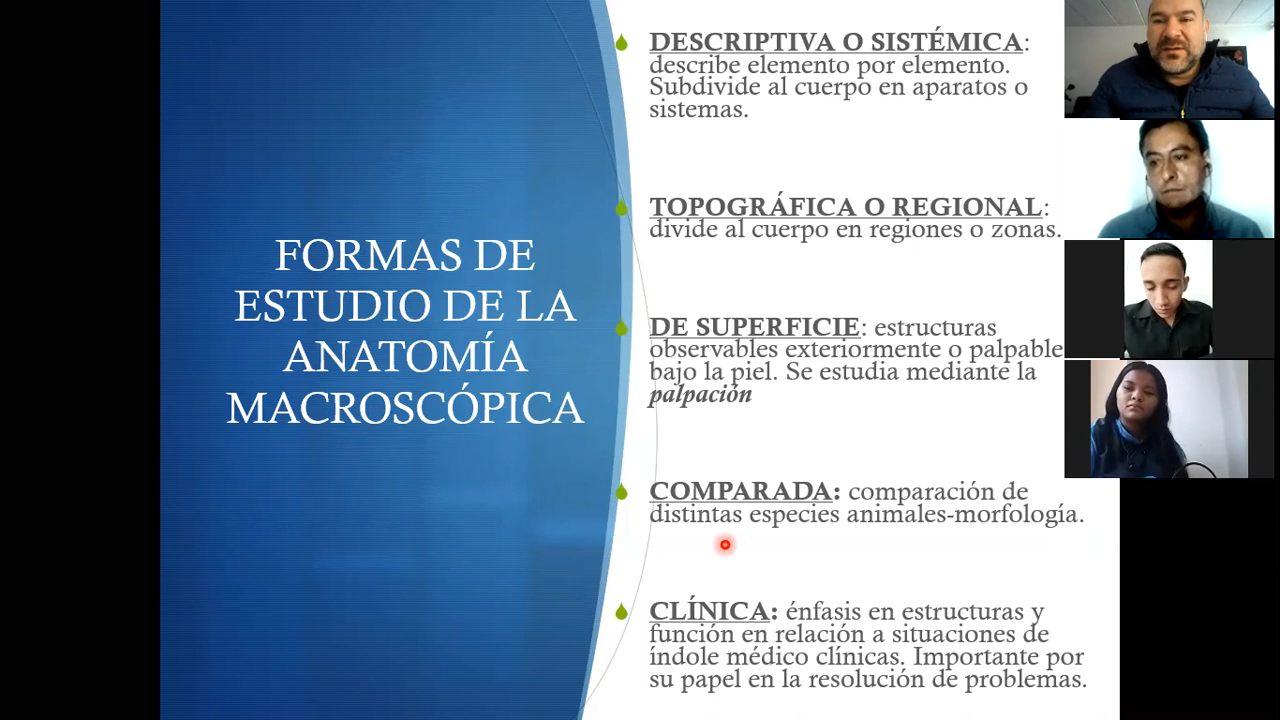 FORMAS DE
ESTUDIO DE LA
ANATOMÍA
MACROSCÓPICA
DESCRIPTIVA O SISTÉMICA:
describe elemento por elemento.
Subdivide al cuerpo en aparatos o
sistemas.
TOPOGRÁFICA O REGIONAL:
divide al cuerpo en regiones o zonas.
DE SUPERFICIE: estructuras
observables exteriormente o palpable
bajo la piel. Se estudia mediante la
palpación
COMPARADA: comparación de
distintas especies animales-morfología.
CLÍNICA: énfasis en estructuras y
función en relación a situaciones de
índole médico clínicas. Importante por
su papel en la resolución de problemas.